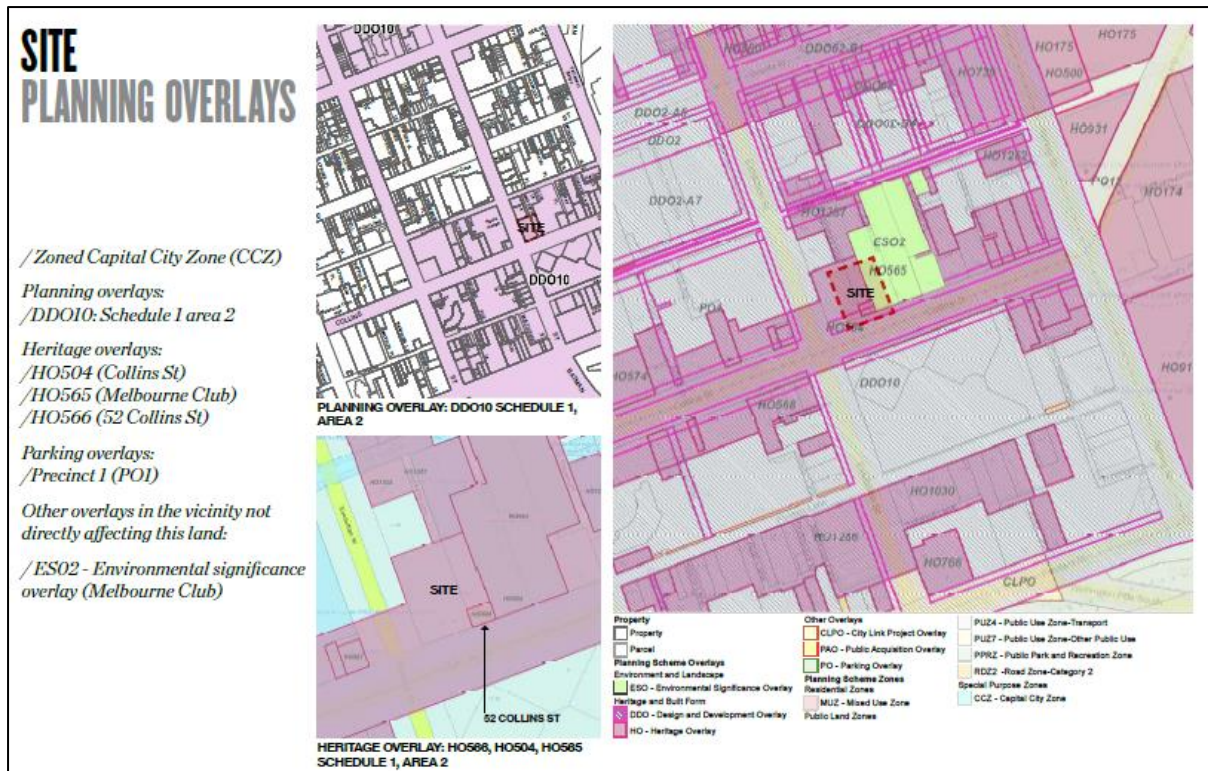 SITE
PLANNING OVERLAYS
/Zoned Capital City Zone (CCZ)
Planning overlays:
/DDO10: Schedule 1 area 2
Heritage overlays:
/HO504 (Collins St)
/HO565 (Melbourne Club)
/HO566 (52 Collins St)
Parking overlays:
/Precinct 1 (PO1)
Other overlays in the vicinity not
directly affecting this land:
/ESO2 - Environmental significance
overlay (Melbourne Club)
DDO10
SITE
DDO10
COLLINS
ST
PLANNING OVERLAY: DDO10 SCHEDULE 1,
AREA 2
SITE
52 COLLINS ST
HERITAGE OVERLAY: HO566, HO504, HO565
SCHEDULE 1, AREA 2
HO175
HO175
HO500
DDO2-A6
DDO2
HO931
HO174
DDO2-A7
ESO2
HO565
SITE
PO1
HO574
DDO10
HO568
HO1030
HO1286
HO766
CLPO
Property
Property
Parcel
Planning Scheme Overlays
Environment and Landscape
ESO - Environmental Significance Overlay
Heritage and Built Form
DDO - Design and Development Overlay
HO - Heritage Overlay
Other Overlays
CLPO - City Link Project Overlay
PAO - Public Acquisition Overlay
PO - Parking Overlay
Planning Scheme Zones
Residential Zones
MUZ - Mixed Use Zone
Public Land Zones
PUZ4 - Public Use Zone-Transport
PUZ7 - Public Use Zone-Other Public Use
PPRZ - Public Park and Recreation Zone
RDZ2 -Road Zone-Category 2
Special Purpose Zones
CCZ - Capital City Zone